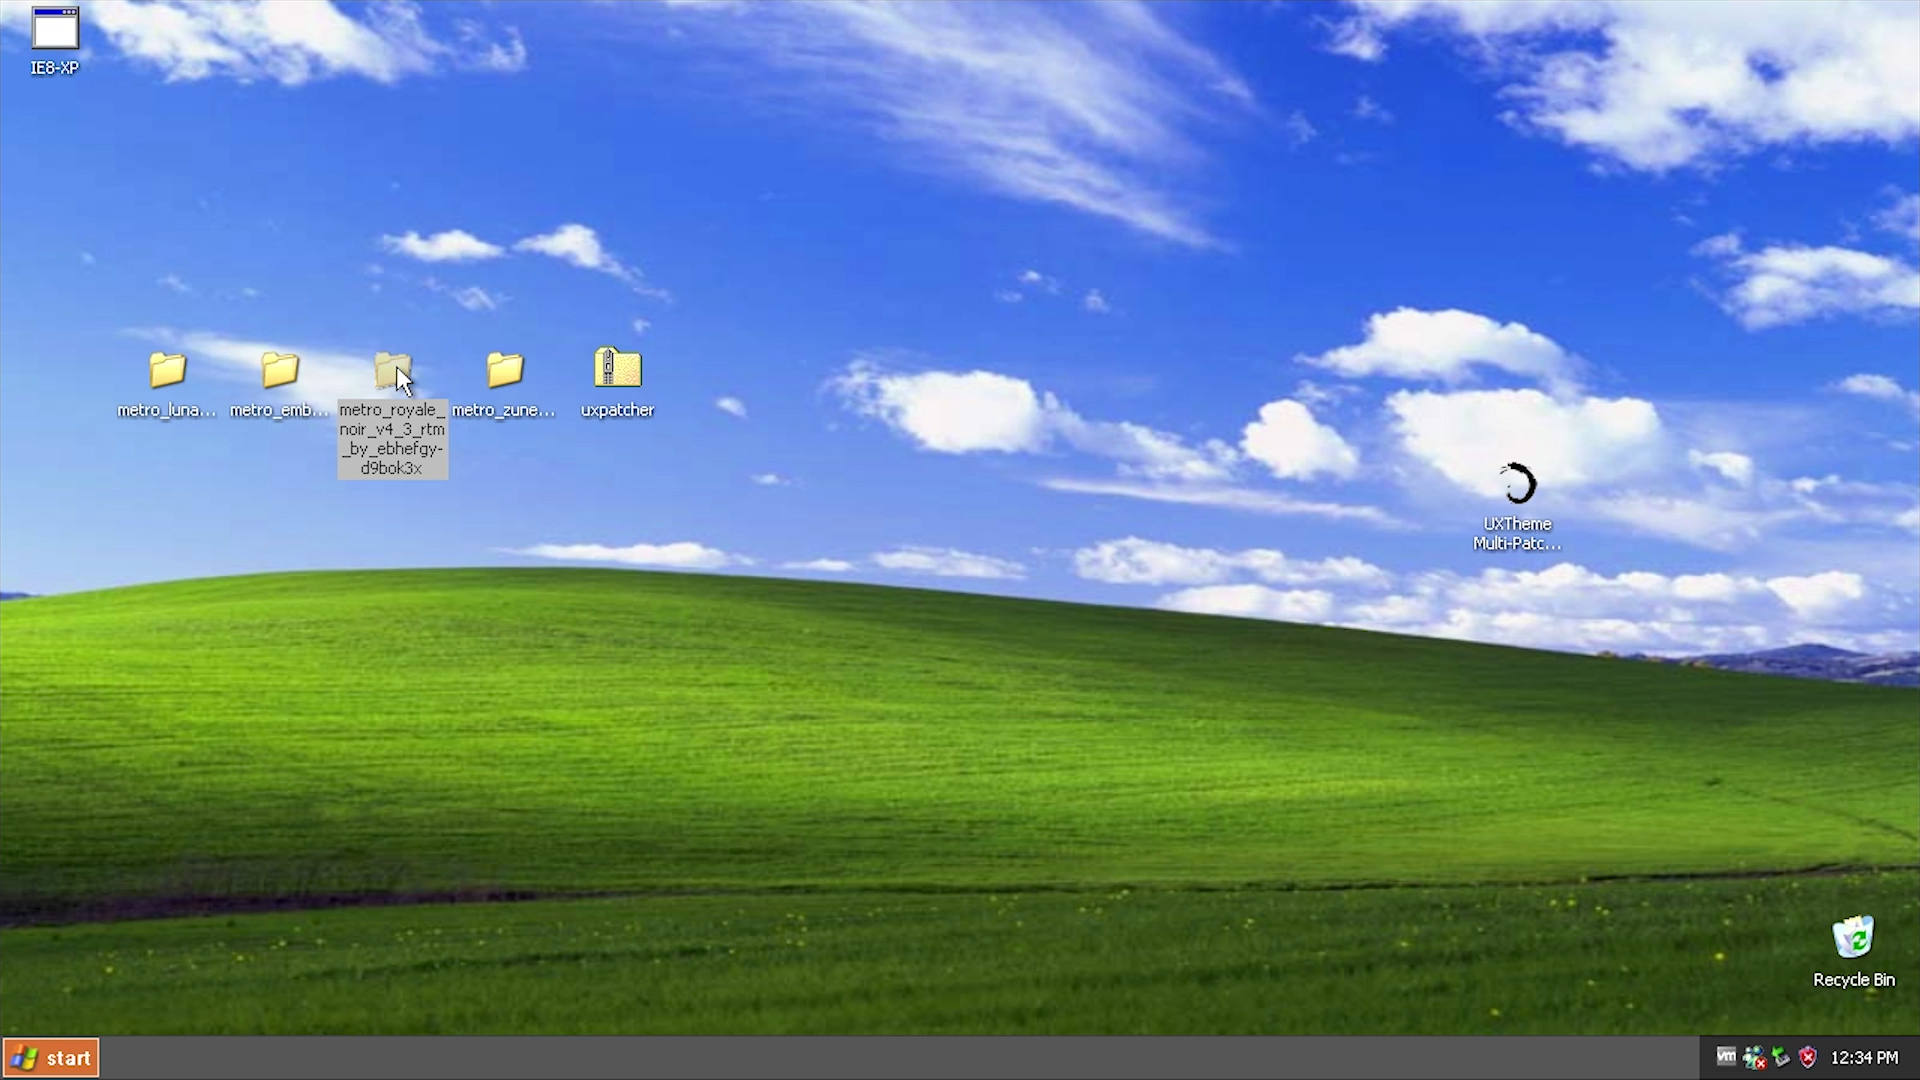 IE8-XP
metro_luna...
metro_emb...
metro_royale_
noir_v4_3_rtm
_by_ebhefgy-
d9bok3x
metro_zune...
uxpatcher
UXTheme
Multi-Patc...
Recycle Bin
start
vm
12:34 PM